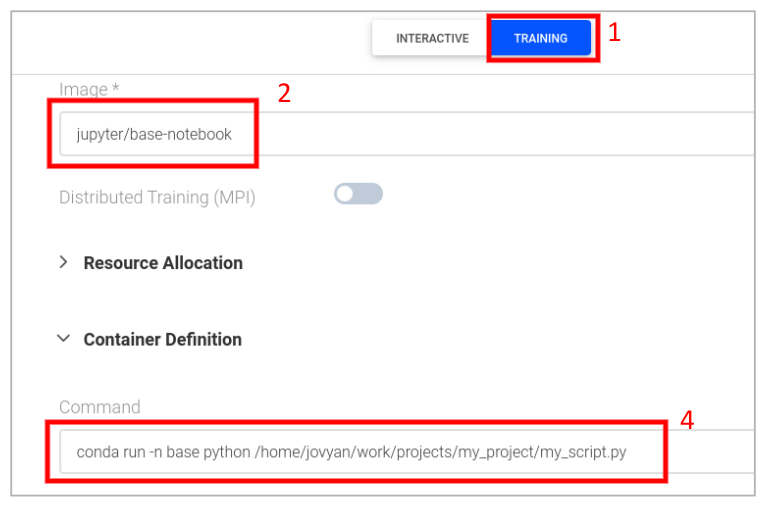 INTERACTIVE TRAINING 1
Image * 2
jupyter/base-notebook
Distributed Training (MPI)
Resource Allocation
Container Definition
Command 4
conda run -n base python /home/jovyan/work/projects/my_project/my_script.py